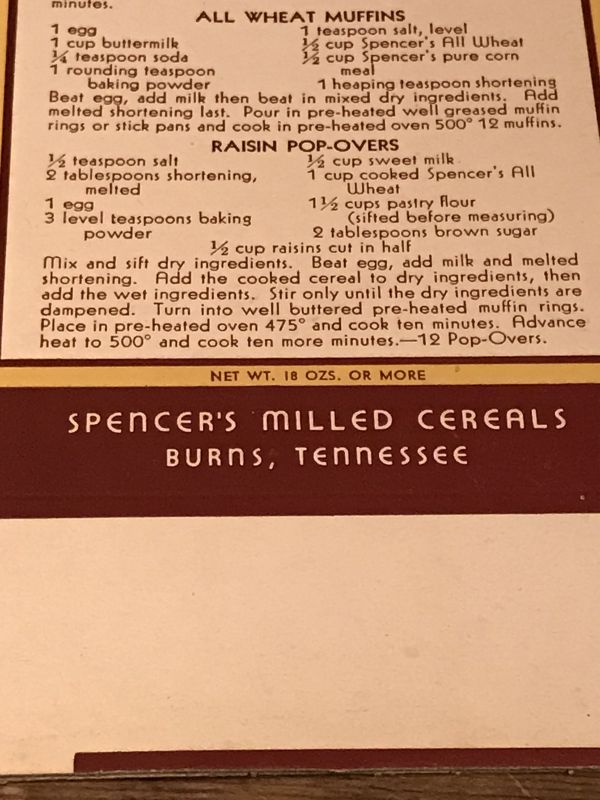 minutes.
ALL WHEAT MUFFINS
1 egg 1 teaspoon salt, level
1 cup buttermilk ½ cup Spencer's All Wheat
¼ teaspoon soda ½ cup Spencer's pure corn
1 rounding teaspoon meal
baking powder 1 heaping teaspoon shortening
Beat egg, add milk then beat in mixed dry ingredients. Add
melted shortening last. Pour in pre-heated well greased muffin
rings or stick pans and cook in pre-heated oven 500° 12 muffins.
RAISIN POP-OVERS
½ teaspoon salt ½ cup sweet milk
2 tablespoons shortening, 1 cup cooked Spencer's All
melted Wheat
1 egg 1½ cups pastry flour
3 level teaspoons baking (sifted before measuring)
powder 2 tablespoons brown sugar
½ cup raisins cut in half
Mix and sift dry ingredients. Beat egg, add milk and melted
shortening. Add the cooked cereal to dry ingredients, then
add the wet ingredients. Stir only until the dry ingredients are
dampened. Turn into well buttered pre-heated muffin rings.
Place in pre-heated oven 475° and cook ten minutes. Advance
heat to 500° and cook ten more minutes.—12 Pop-Overs.
NET WT. 18 OZS. OR MORE
SPENCER'S MILLED CEREALS
BURNS, TENNESSEE